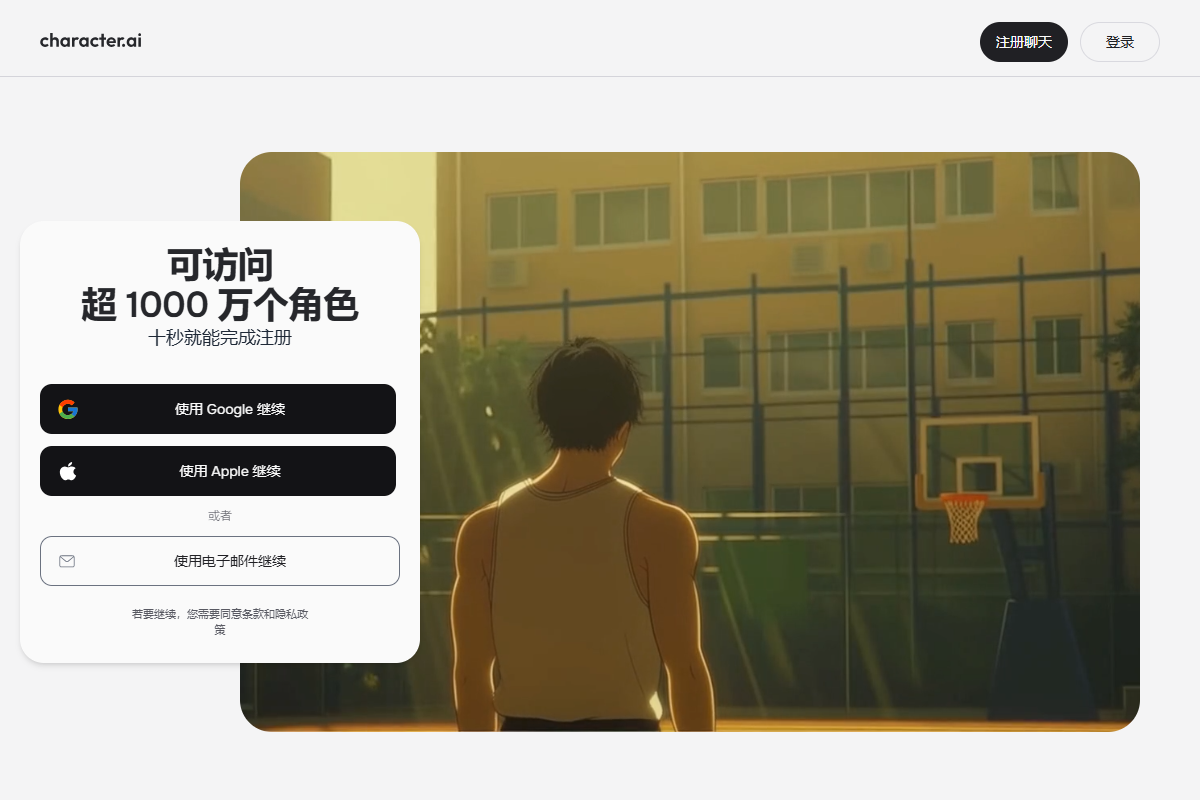 character.ai
注册聊天
登录
可访问
超 1000 万个角色
十秒就能完成注册
使用 Google 继续
使用 Apple 继续
或者
使用电子邮件继续
若要继续，您需要同意条款和隐私政
策